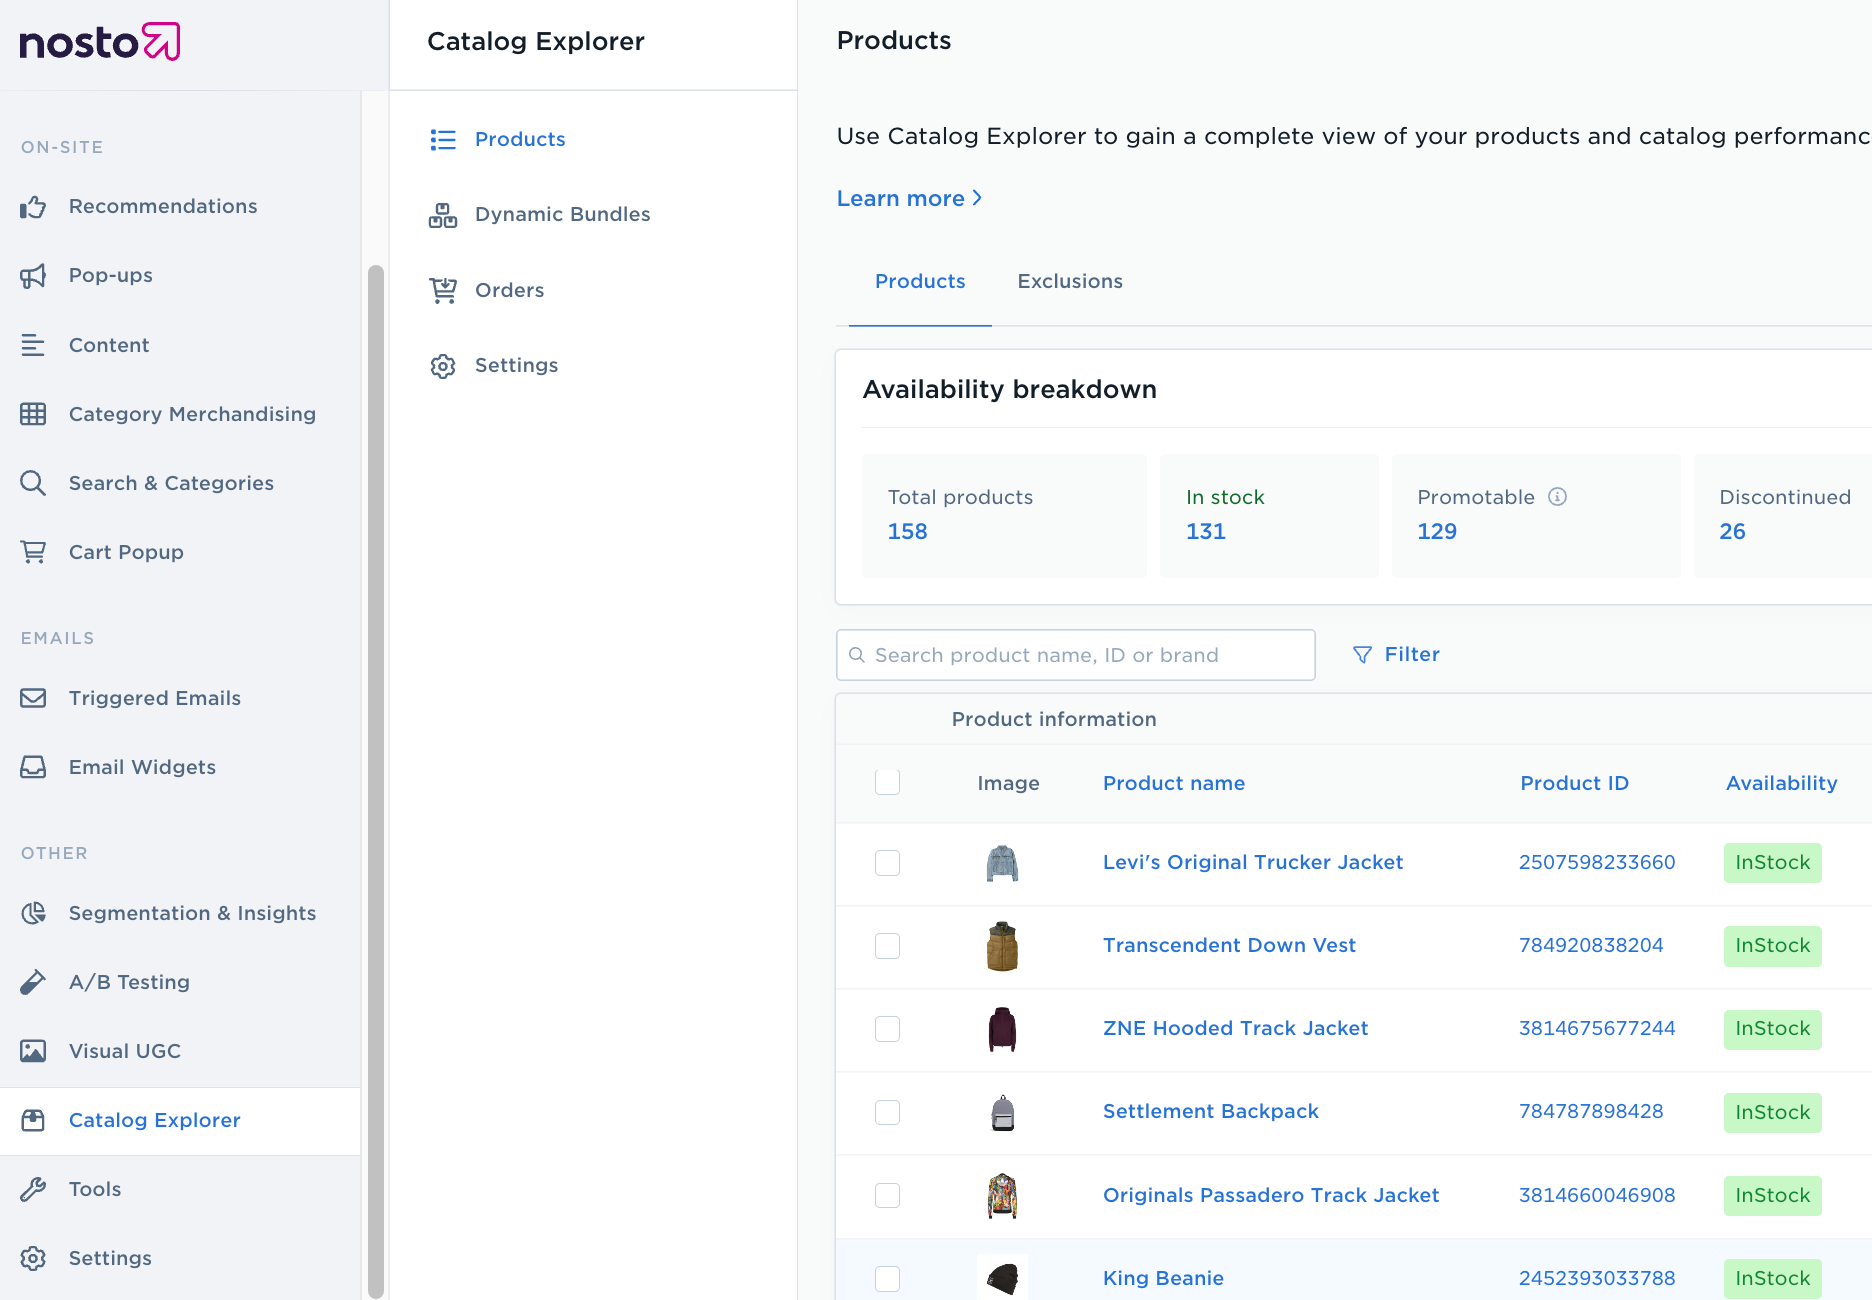 nosto
ON-SITE
Recommendations
Pop-ups
Content
Category Merchandising
Search & Categories
Cart Popup
EMAILS
Triggered Emails
Email Widgets
OTHER
Segmentation & Insights
A/B Testing
Visual UGC
Catalog Explorer
Tools
Settings
Catalog Explorer
Products
Dynamic Bundles
Orders
Settings
Products
Use Catalog Explorer to gain a complete view of your products and catalog performanc
Learn more
Products Exclusions
Availability breakdown
Total products In stock Promotable Discontinued
158 131 129 26
Search product name, ID or brand Filter
Product information
Image Product name Product ID Availability
Levi's Original Trucker Jacket 2507598233660 InStock
Transcendent Down Vest 784920838204 InStock
ZNE Hooded Track Jacket 3814675677244 InStock
Settlement Backpack 784787898428 InStock
Originals Passadero Track Jacket 3814660046908 InStock
King Beanie 2452393033788 InStock